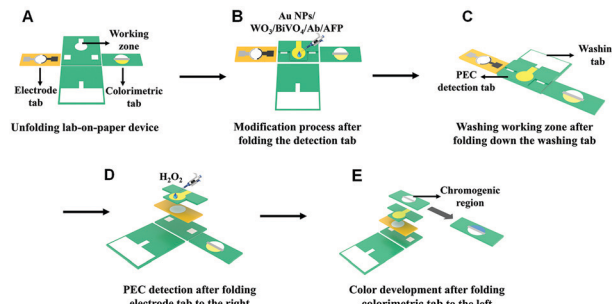 A
Working
zone
Electrode
tab
Colorimetric
tab
Unfolding lab-on-paper device
B
Au NPs/
WO₃/BiVO₄/Ab/AFP
Modification process after
folding the detection tab
C
Washin
tab
PEC
detection tab
Washing working zone after
folding down the washing tab
D
H₂O₂
PEC detection after folding
electrode tab to the right
E
Chromogenic
region
Color development after folding
colorimetric tab to the left